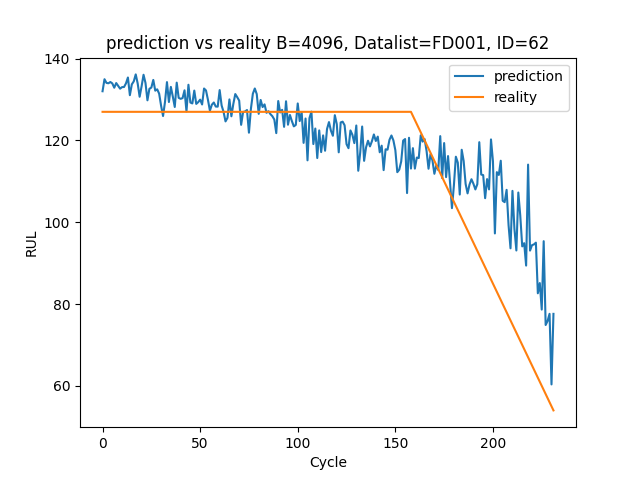 prediction vs reality B=4096, Datalist=FD001, ID=62
prediction
reality
140
120
100
80
60
RUL
0 50 100 150 200
Cycle